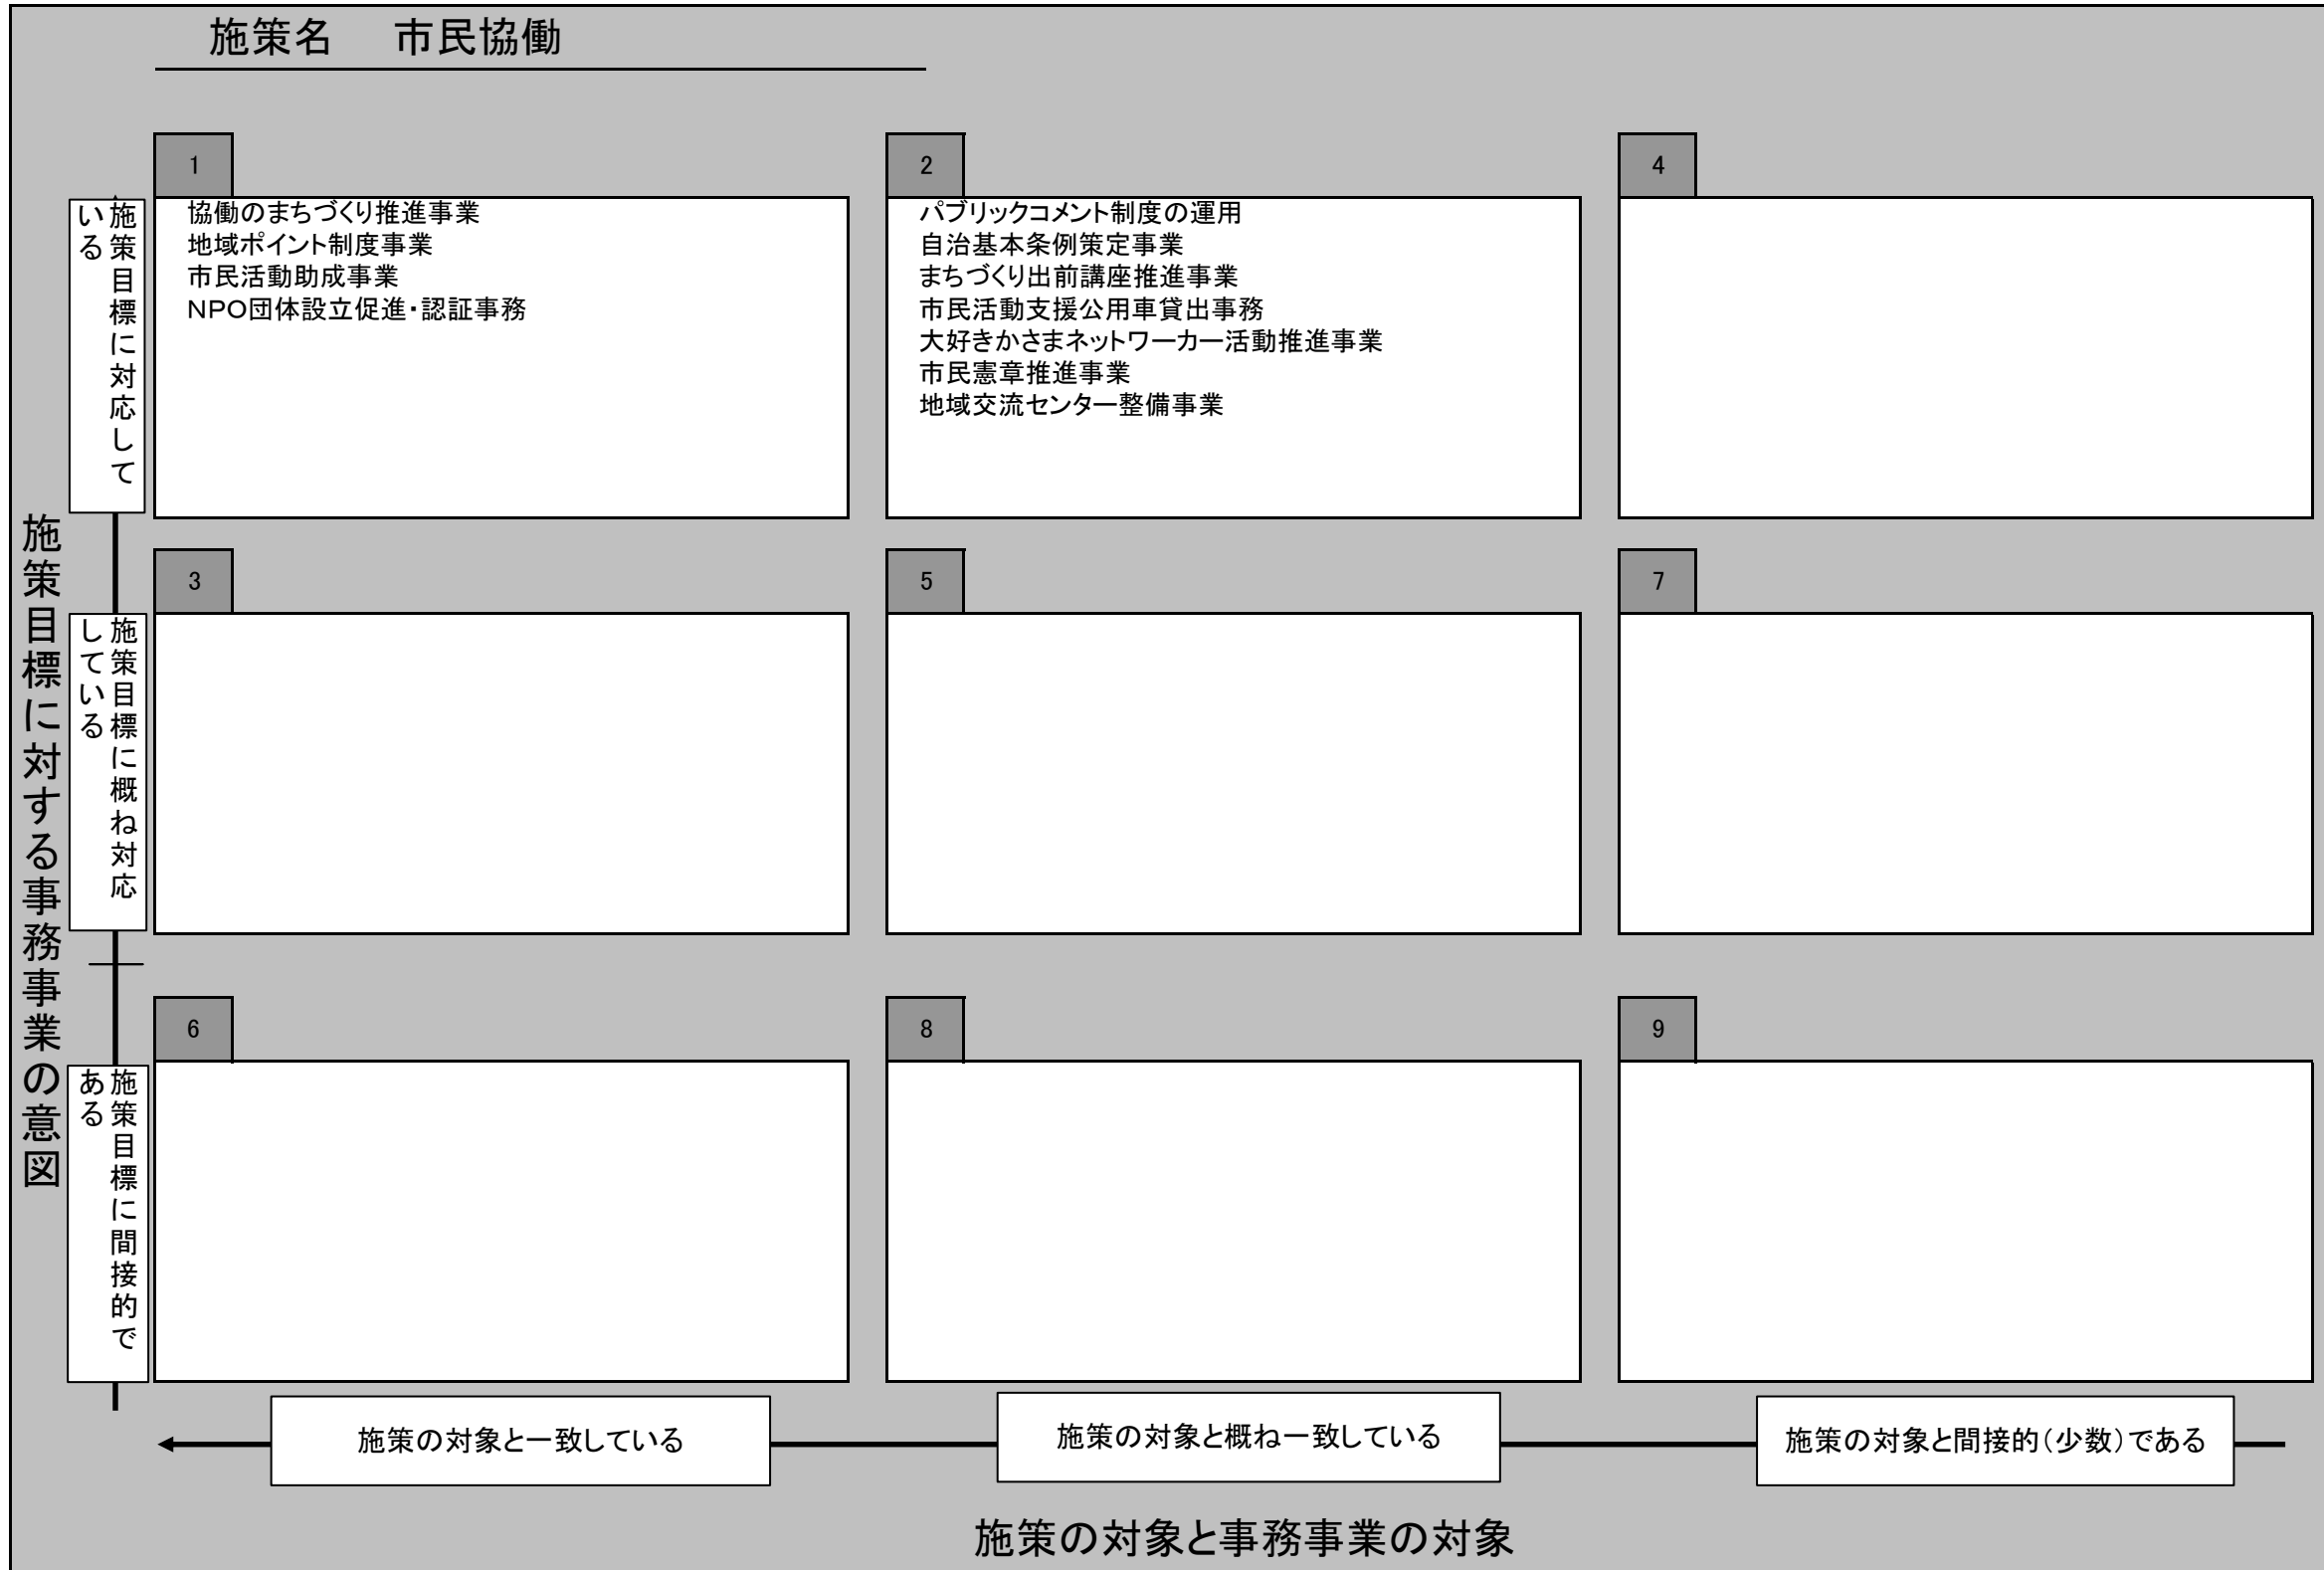 施策名 市民協働
1
協働のまちづくり推進事業
地域ポイント制度事業
市民活動助成事業
NPO団体設立促進・認証事務
2
パブリックコメント制度の運用
自治基本条例策定事業
まちづくり出前講座推進事業
市民活動支援公用車貸出事務
大好きかさまネットワーカー活動推進事業
市民憲章推進事業
地域交流センター整備事業
4
施策目標に対応して
いる
3
5
7
施策目標に概ね対応
している
施策目標に対する事務事業の意図
6
8
9
施策目標に間接的で
ある
施策の対象と一致している
施策の対象と概ね一致している
施策の対象と間接的(少数)である
施策の対象と事務事業の対象